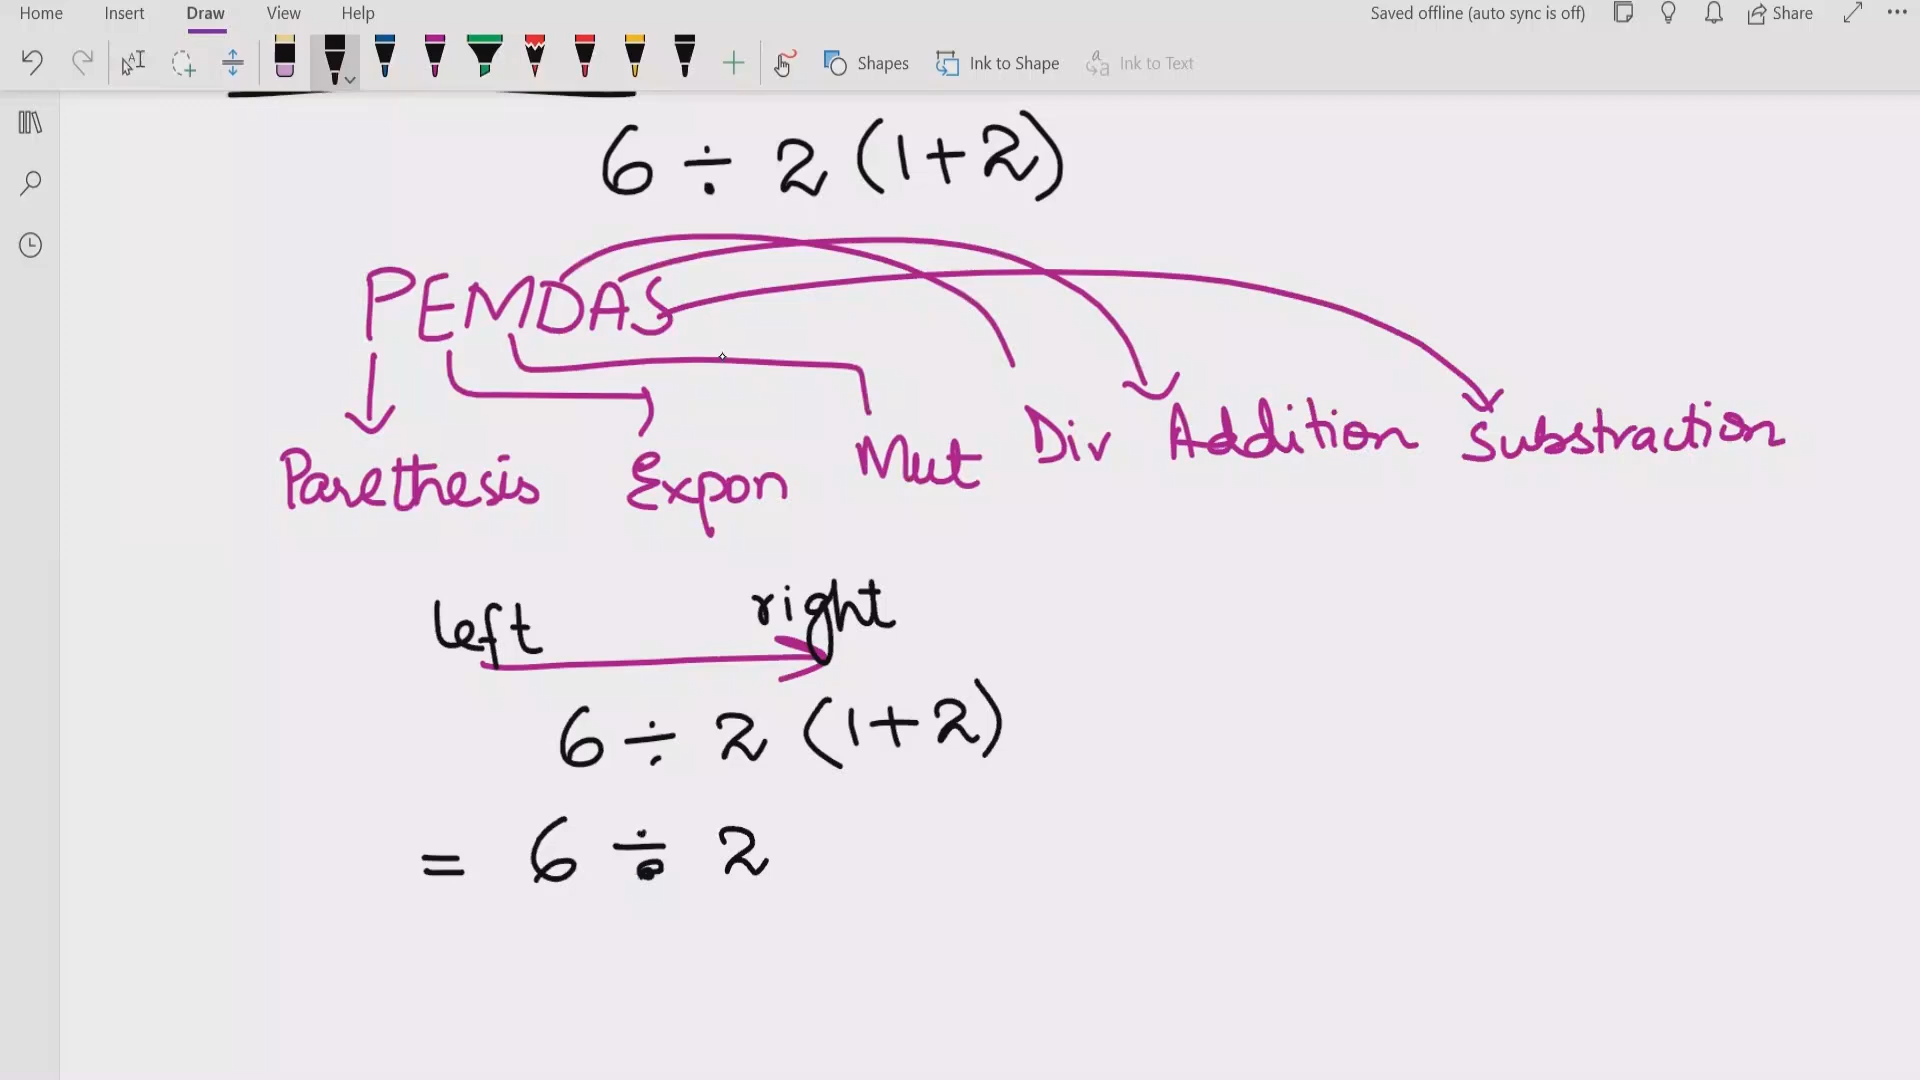 Home Insert Draw View Help Saved offline (auto sync is off) Share
Shapes Ink to Shape Ink to Text
6 ÷ 2 (1+2)
PEMDAS
Parethesis Expon Mut Div Addition Substraction
left right
6 ÷ 2 (1+2)
= 6 ÷ 2